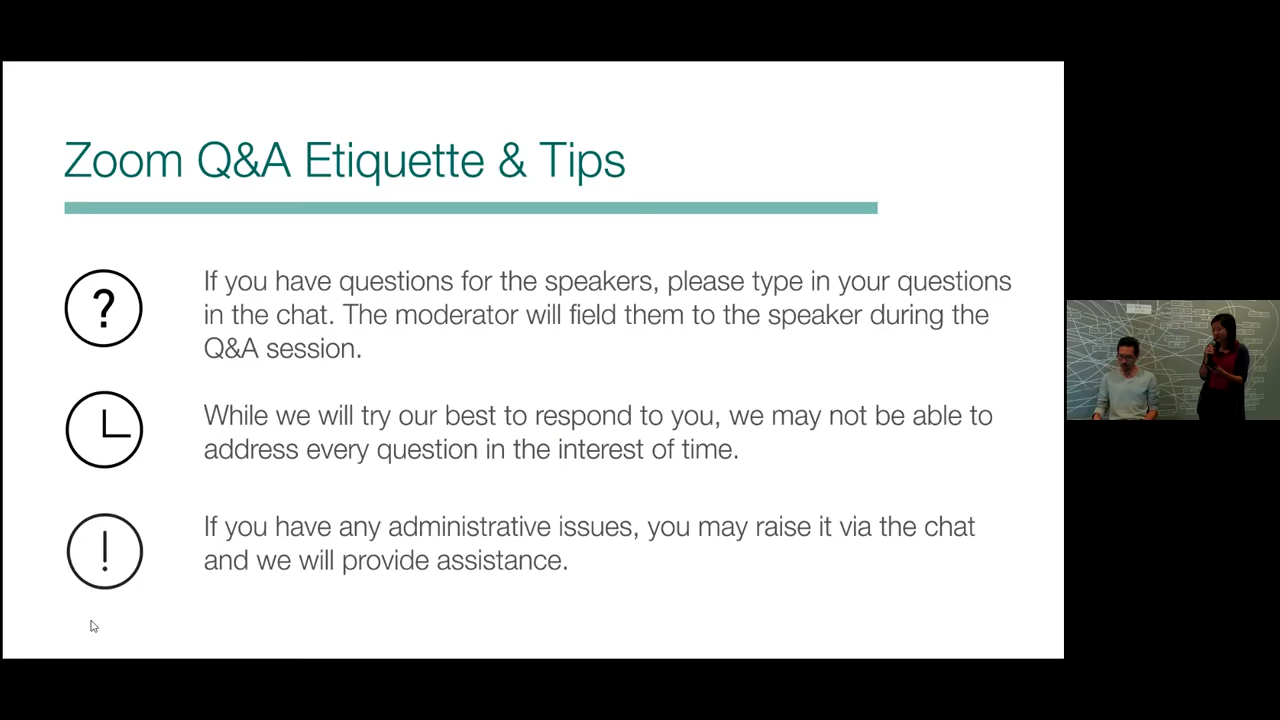 Zoom Q&A Etiquette & Tips
?
If you have questions for the speakers, please type in your questions
in the chat. The moderator will field them to the speaker during the
Q&A session.
While we will try our best to respond to you, we may not be able to
address every question in the interest of time.
!
If you have any administrative issues, you may raise it via the chat
and we will provide assistance.